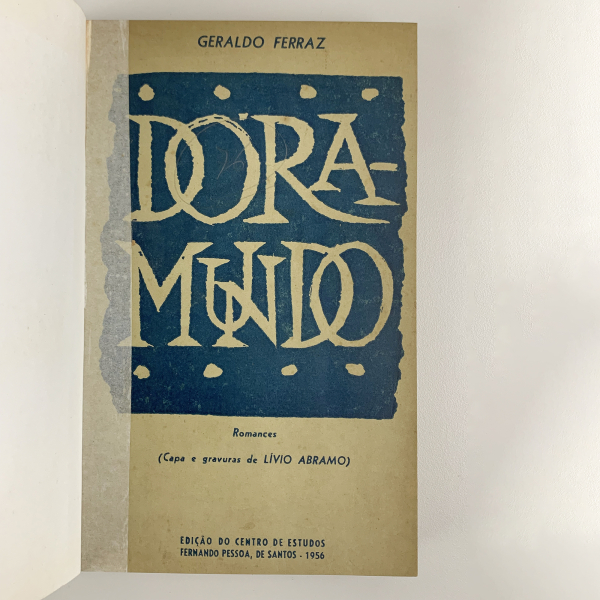 GERALDO FERRAZ
DORA-
MUNDO
Romances
(Capa e gravuras de LÍVIO ABRAMO)
EDIÇÃO DO CENTRO DE ESTUDOS
FERNANDO PESSOA, DE SANTOS - 1956